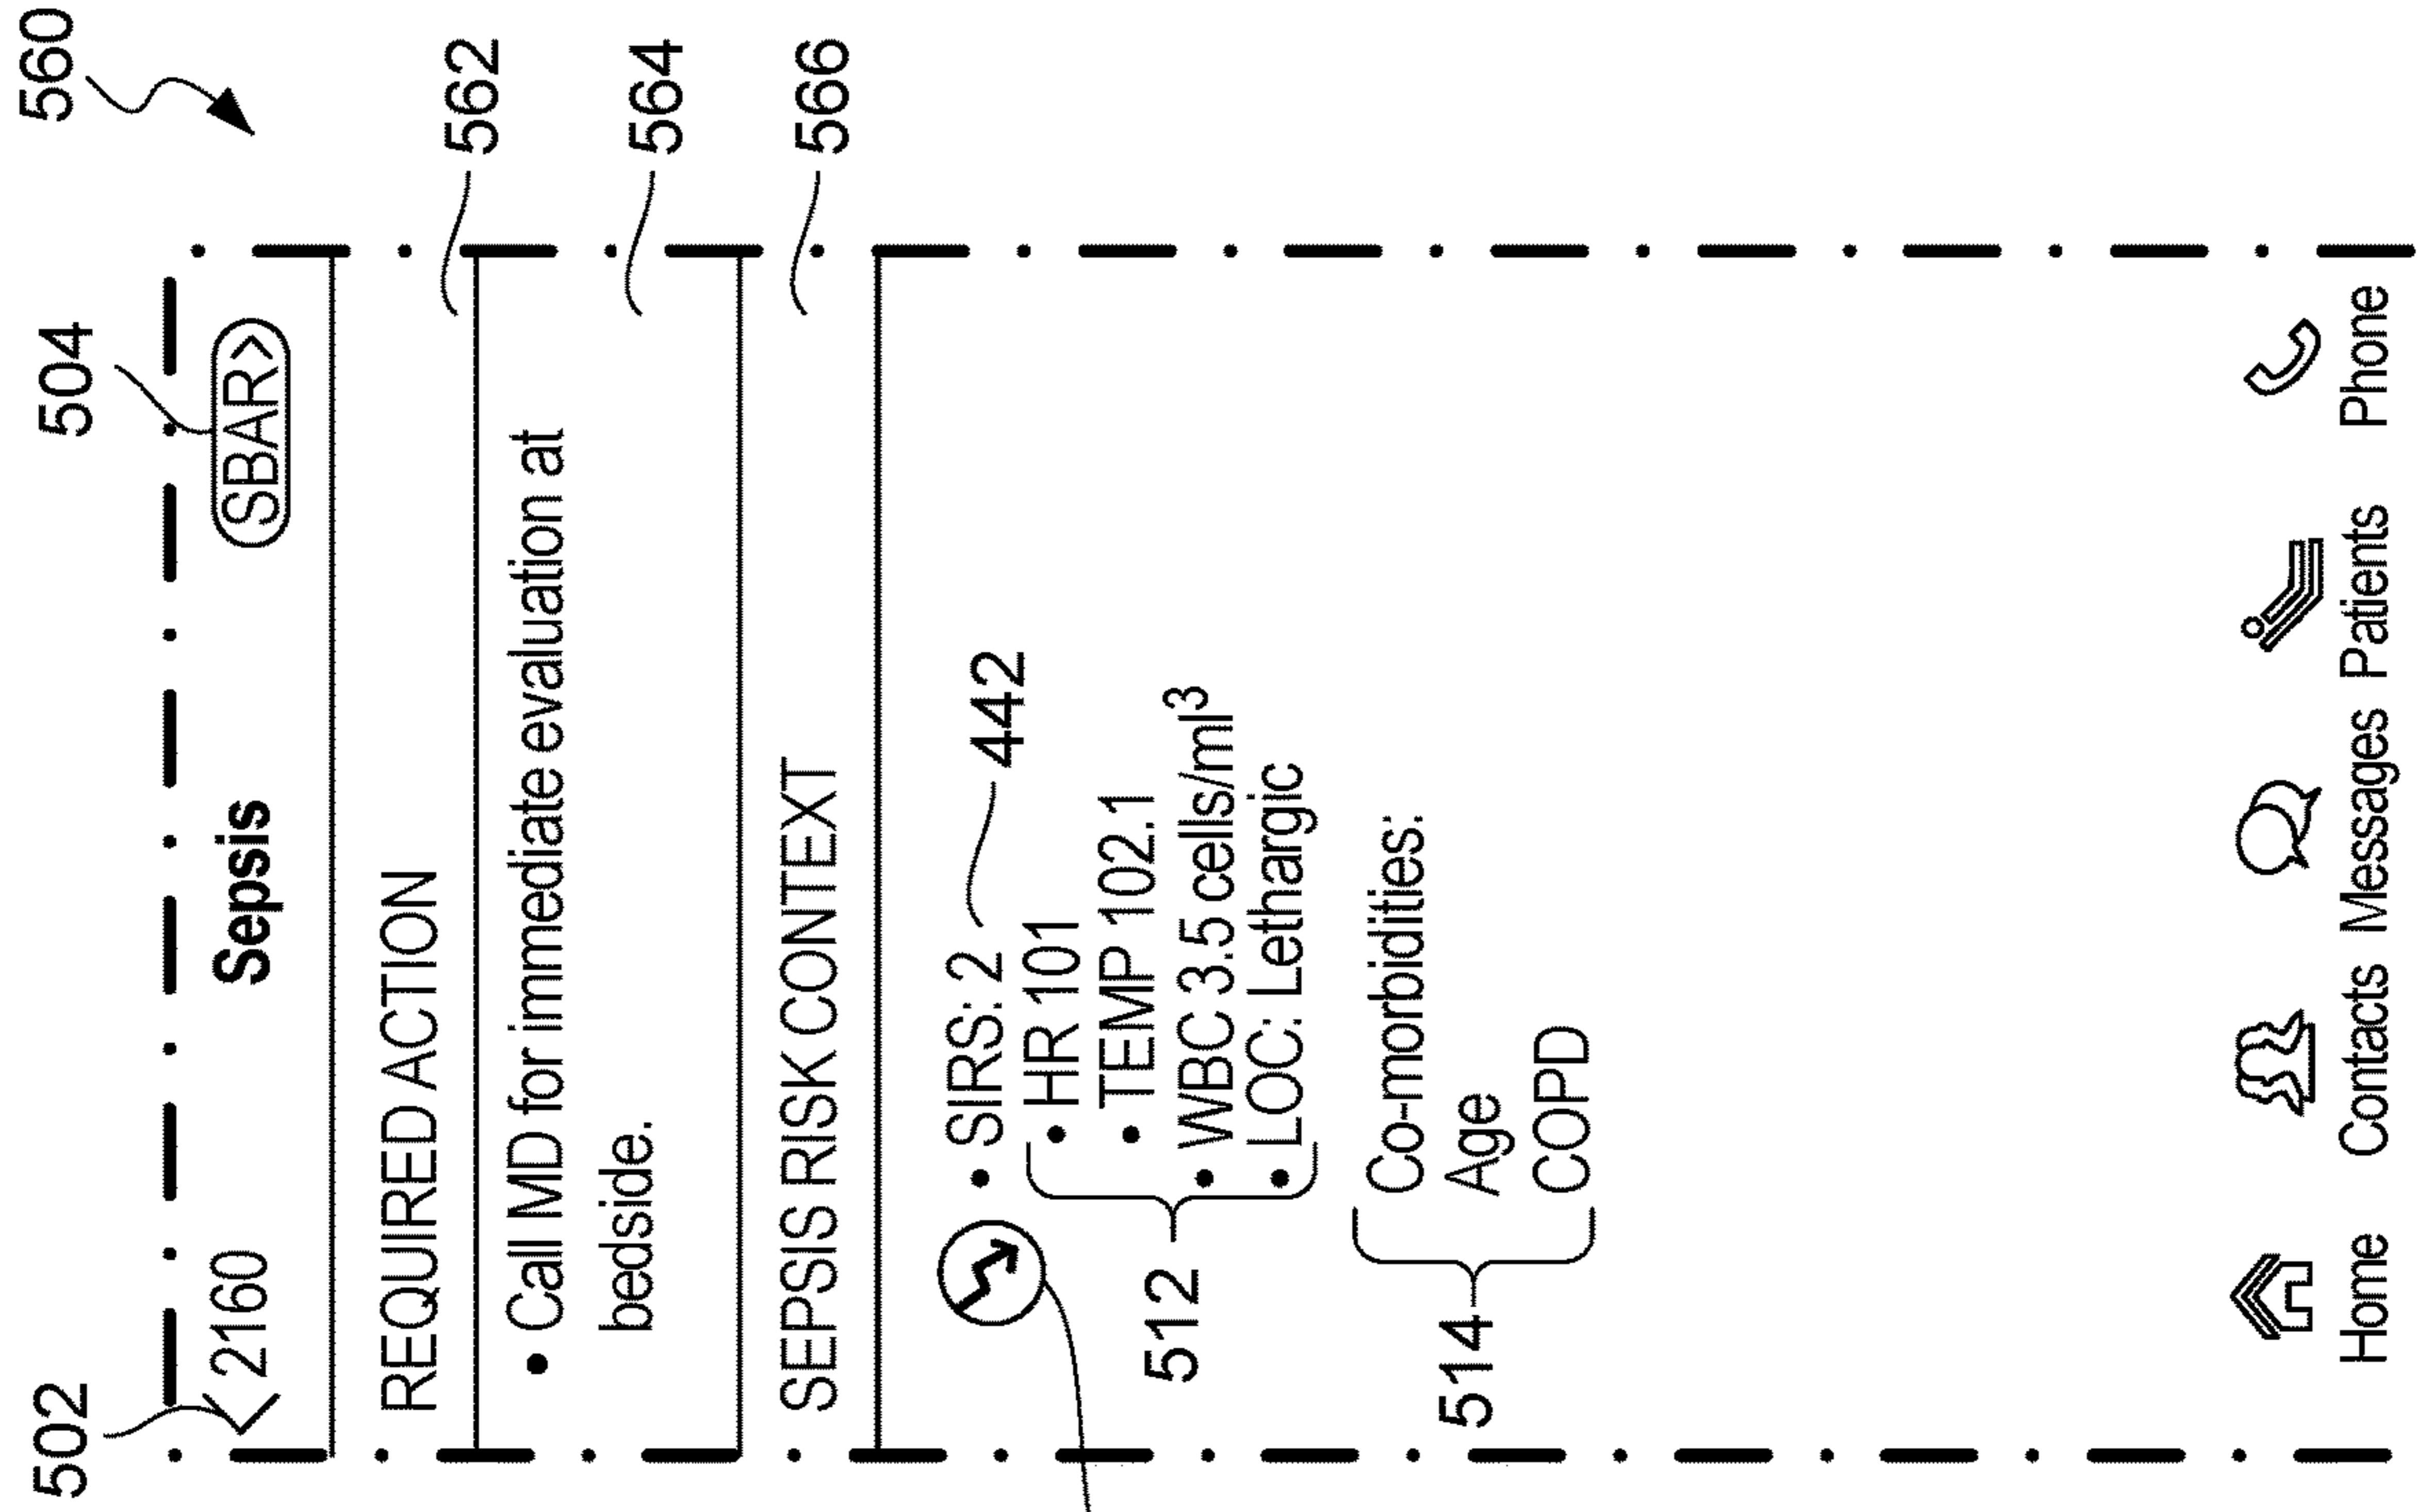 560
502
504
< 2160
Sepsis
SBAR>
REQUIRED ACTION
562
• Call MD for immediate evaluation at
bedside.
564
SEPSIS RISK CONTEXT
566
• SIRS: 2
442
• HR 101
• TEMP 102.1
• WBC 3.5 cells/ml³
• LOC: Lethargic
512
Co-morbidities:
Age
COPD
514
Home
Contacts
Messages
Patients
Phone